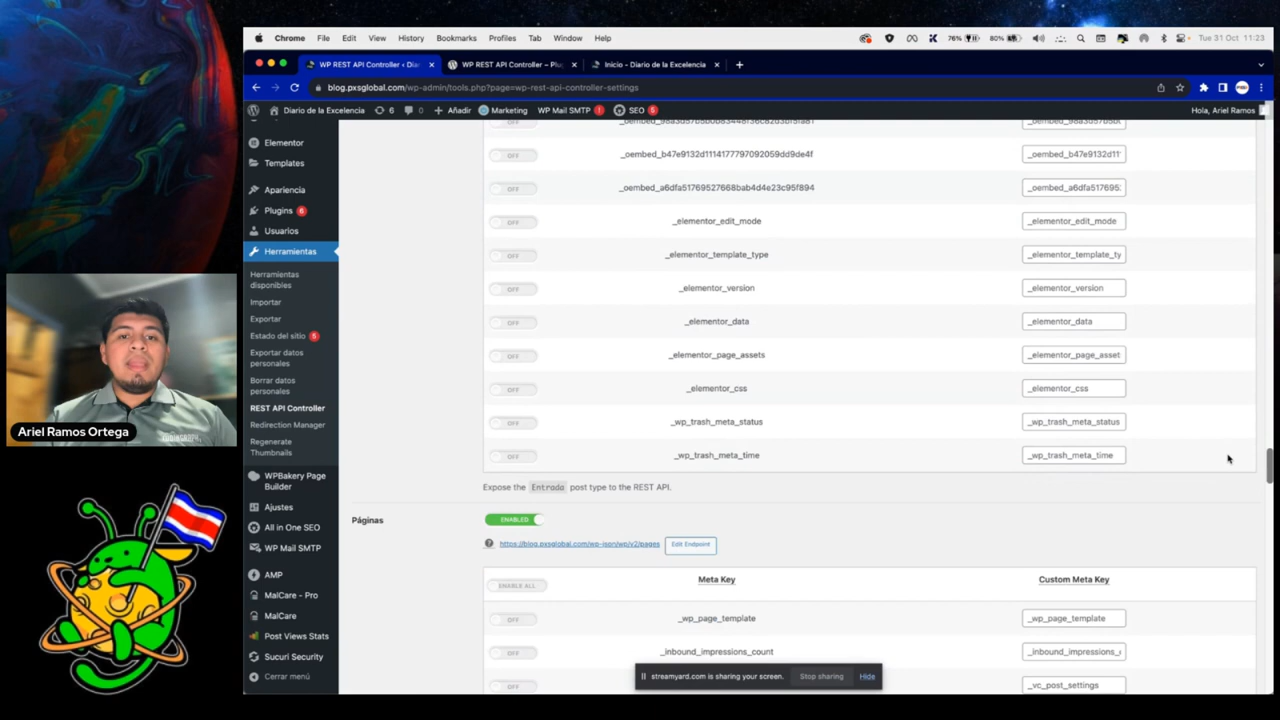 Chrome File Edit View History Bookmarks Profiles Tab Window Help 76% 80% Tue 31 Oct 11:23
WP REST API Controller ‹ Dia WP REST API Controller – Plu Inicio - Diario de la Excelencia
blog.pxsglobal.com/wp-admin/tools.php?page=wp-rest-api-controller-settings
Diario de la Excelencia 6 0 Añadir Marketing WP Mail SMTP ! SEO 5 Hola, Ariel Ramos
Elementor
Templates
Apariencia
Plugins 6
Usuarios
Herramientas
Herramientas
disponibles
Importar
Exportar
Estado del sitio 5
Exportar datos
personales
Borrar datos
personales
REST API Controller
Redirection Manager
Regenerate
Thumbnails
WPBakery Page
Builder
Ajustes
All in One SEO
WP Mail SMTP
AMP
MalCare - Pro
MalCare
Post Views Stats
Sucuri Security
Cerrar menú
OFF _oembed_b47e9132d1114177797092059dd9de4f _oembed_b47e9132d11
OFF _oembed_a6dfa51769527668bab4d4e23c95f894 _oembed_a6dfa517695
OFF _elementor_edit_mode _elementor_edit_mode
OFF _elementor_template_type _elementor_template_ty
OFF _elementor_version _elementor_version
OFF _elementor_data _elementor_data
OFF _elementor_page_assets _elementor_page_asset
OFF _elementor_css _elementor_css
OFF _wp_trash_meta_status _wp_trash_meta_status
OFF _wp_trash_meta_time _wp_trash_meta_time
Expose the Entrada post type to the REST API.
Páginas ENABLED
https://blog.pxsglobal.com/wp-json/wp/v2/pages Edit Endpoint
ENABLE ALL Meta Key Custom Meta Key
OFF _wp_page_template _wp_page_template
OFF _inbound_impressions_count _inbound_impressions_
OFF _vc_post_settings
streamyard.com is sharing your screen. Stop sharing Hide
Ariel Ramos Ortega